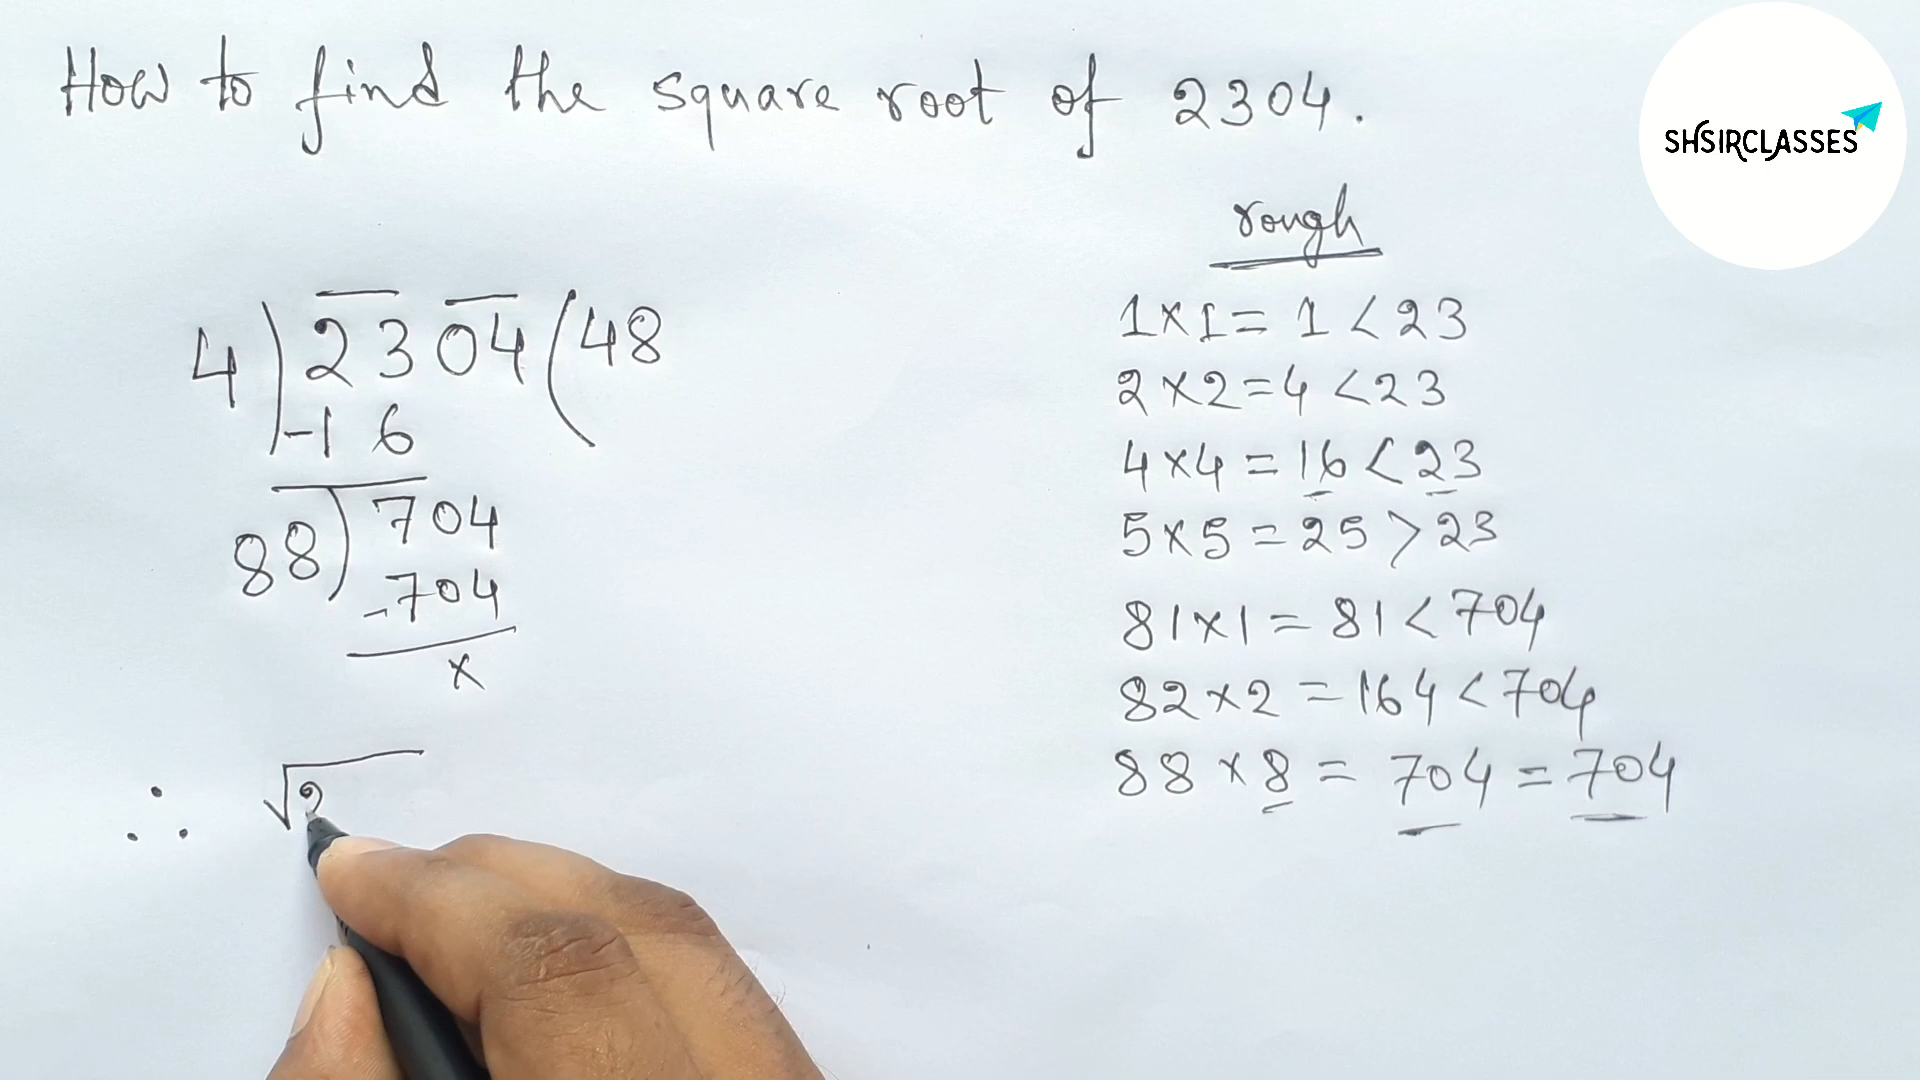 How to find the square root of 2304.
SHSIRCLASSES
rough
4) 2304 (48
-16
88) 704
-704
x
∴ √2
1×1= 1 < 23
2×2=4 <23
4×4 = 16 < 23
5×5 = 25 > 23
81×1 = 81 < 704
82×2 = 164 < 704
88 × 8 = 704 = 704